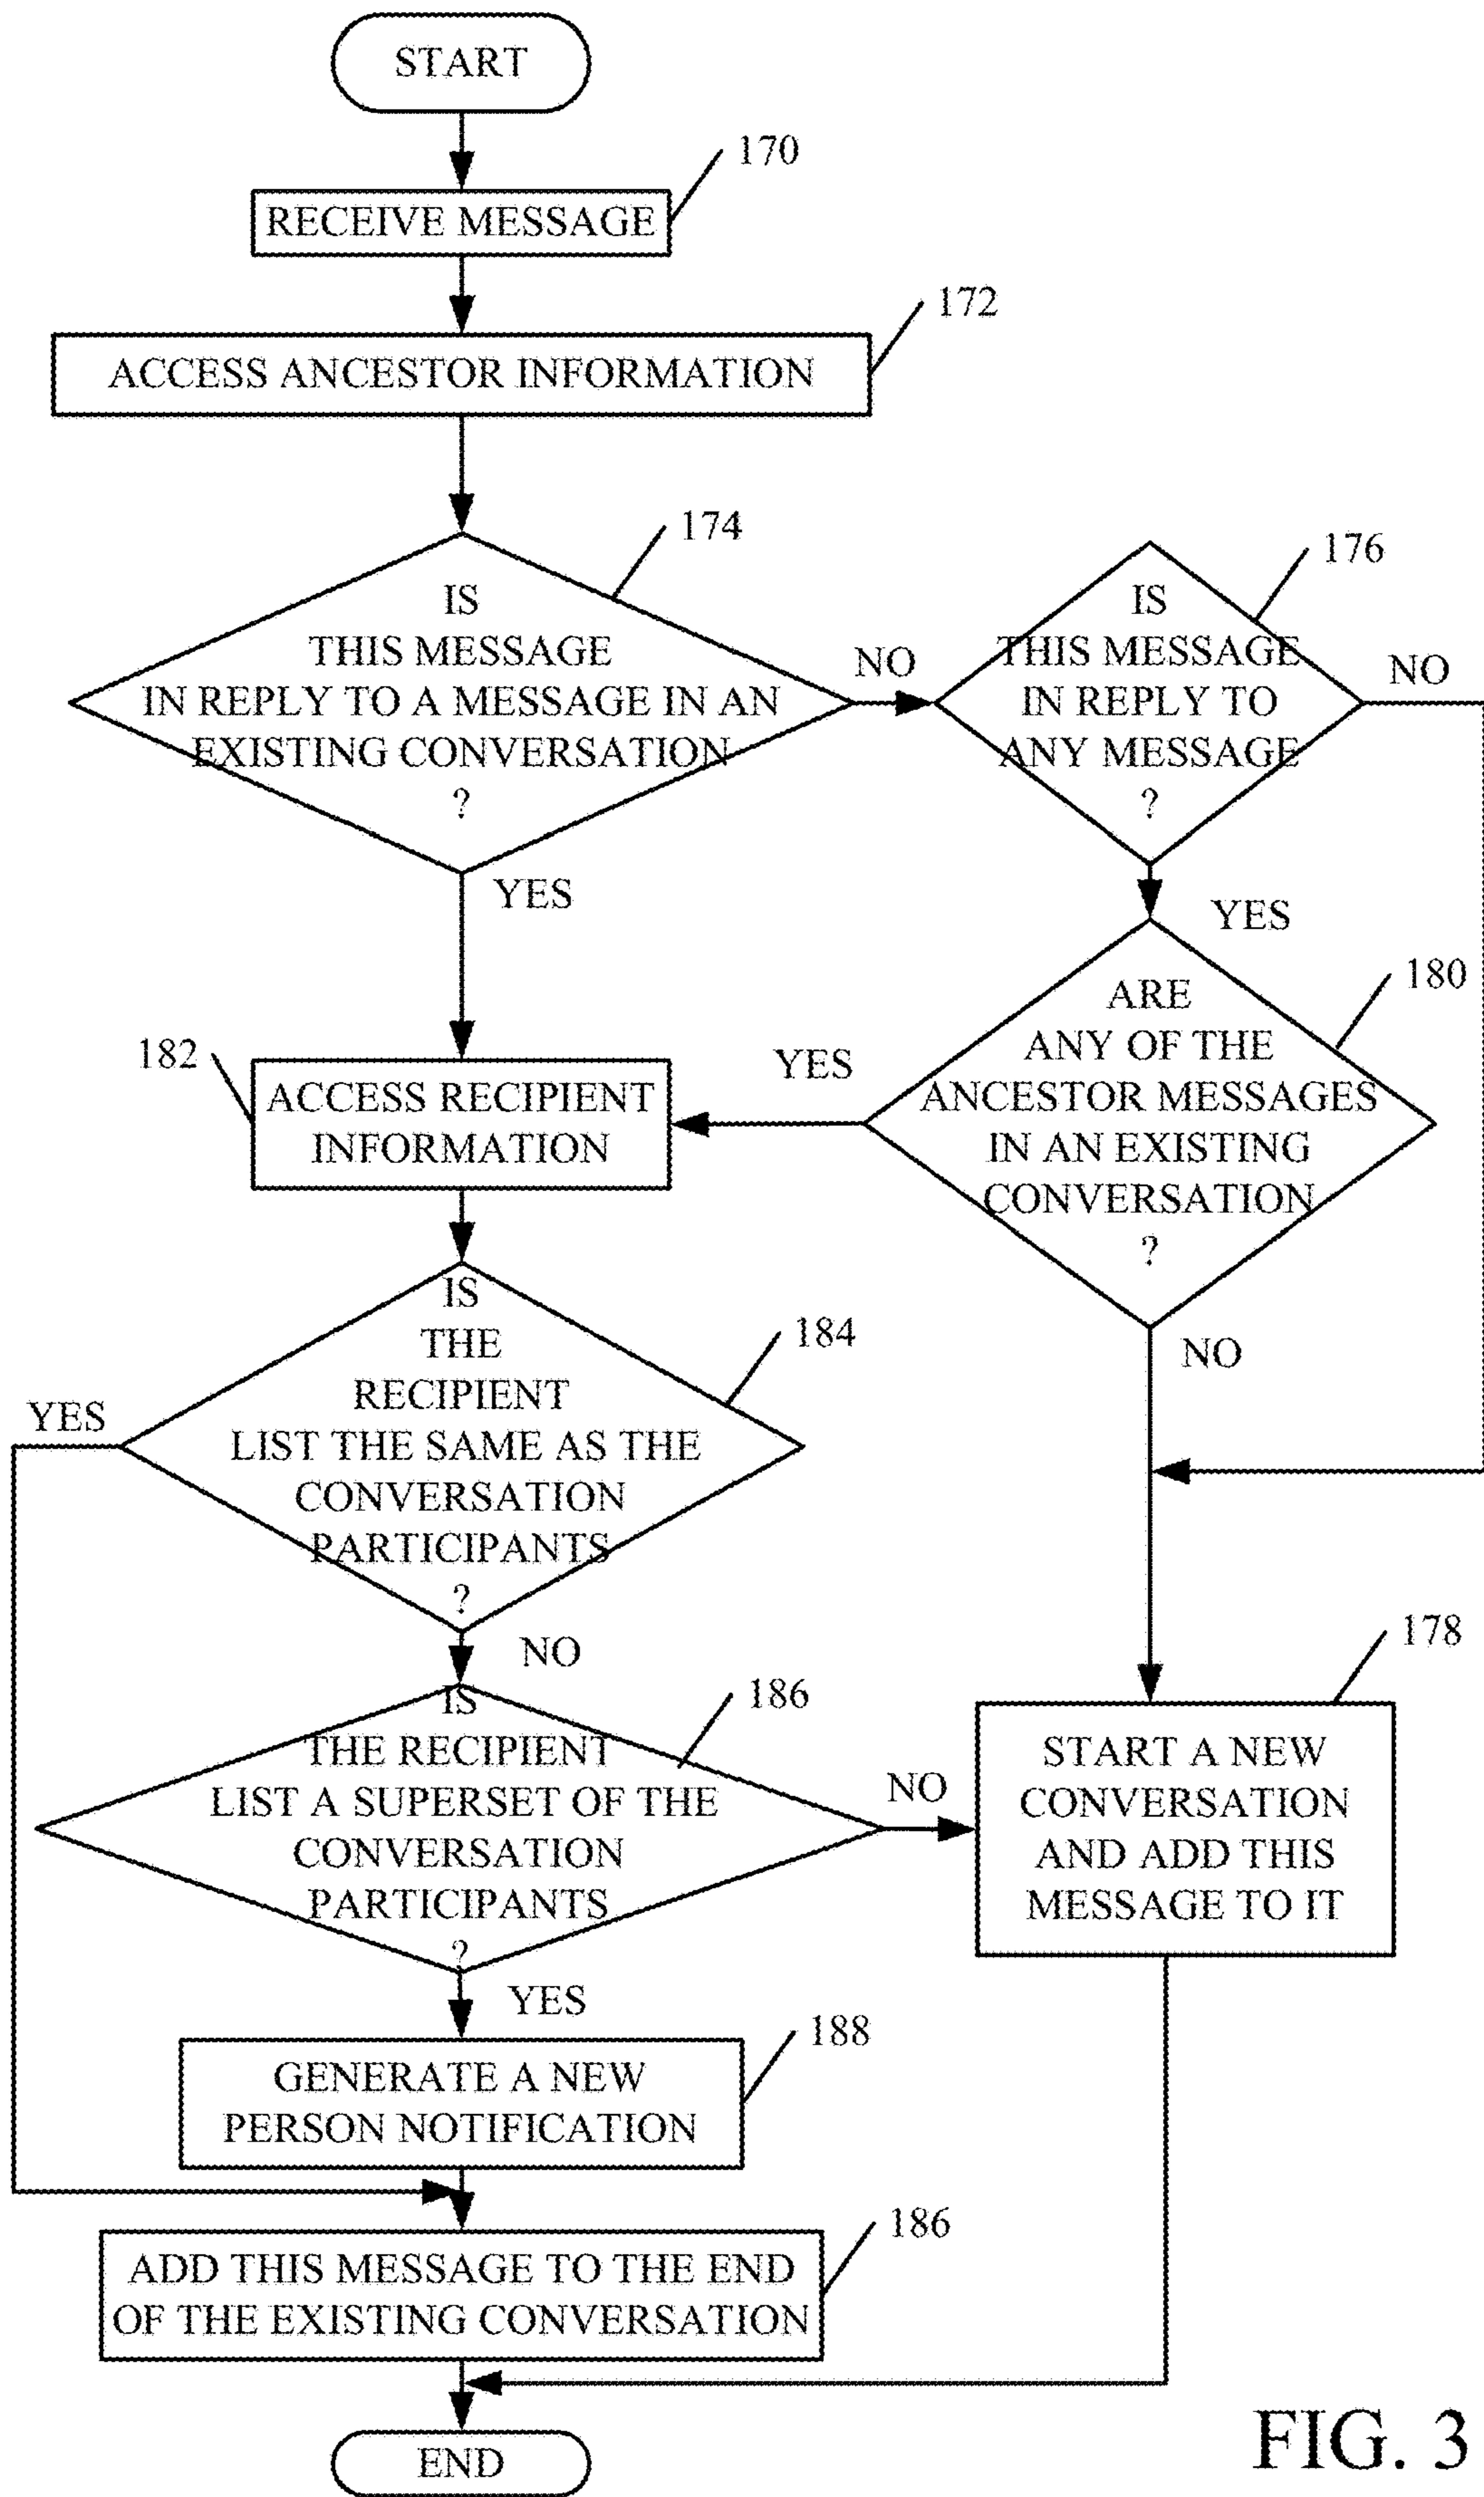 START
170
RECEIVE MESSAGE
172
ACCESS ANCESTOR INFORMATION
174
IS
THIS MESSAGE
IN REPLY TO A MESSAGE IN AN
EXISTING CONVERSATION
?
NO
YES
176
IS
THIS MESSAGE
IN REPLY TO
ANY MESSAGE
?
NO
YES
180
ARE
ANY OF THE
ANCESTOR MESSAGES
IN AN EXISTING
CONVERSATION
?
YES
NO
182
ACCESS RECIPIENT
INFORMATION
184
IS
THE
RECIPIENT
LIST THE SAME AS THE
CONVERSATION
PARTICIPANTS
?
YES
NO
186
IS
THE RECIPIENT
LIST A SUPERSET OF THE
CONVERSATION
PARTICIPANTS
?
NO
YES
178
START A NEW
CONVERSATION
AND ADD THIS
MESSAGE TO IT
188
GENERATE A NEW
PERSON NOTIFICATION
186
ADD THIS MESSAGE TO THE END
OF THE EXISTING CONVERSATION
END
FIG. 3